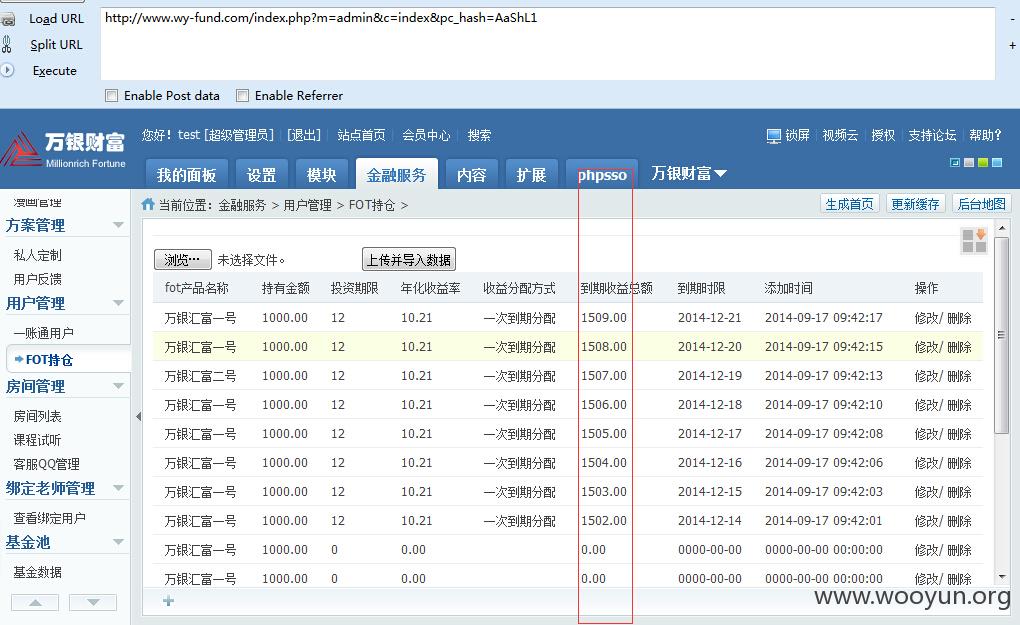 Load URL
http://www.wy-fund.com/index.php?m=admin&c=index&pc_hash=AaShL1
Split URL
Execute
Enable Post data Enable Referrer
万银财富
Millionrich Fortune
您好！test [超级管理员] [退出] 站点首页 会员中心 搜索
锁屏 视频云 授权 支持论坛 帮助?
我的面板 设置 模块 金融服务 内容 扩展 phpsso 万银财富
当前位置：金融服务 > 用户管理 > FOT持仓 >
生成首页 更新缓存 后台地图
漫画管理
方案管理
私人定制
用户反馈
用户管理
一账通用户
FOT持仓
房间管理
房间列表
课程试听
客服QQ管理
绑定老师管理
查看绑定用户
基金池
基金数据
浏览… 未选择文件。 上传并导入数据
fot产品名称 持有金额 投资期限 年化收益率 收益分配方式 到期收益总额 到期时限 添加时间 操作
万银汇富一号 1000.00 12 10.21 一次到期分配 1509.00 2014-12-21 2014-09-17 09:42:17 修改/ 删除
万银汇富一号 1000.00 12 10.21 一次到期分配 1508.00 2014-12-20 2014-09-17 09:42:15 修改/ 删除
万银汇富二号 1000.00 12 10.21 一次到期分配 1507.00 2014-12-19 2014-09-17 09:42:13 修改/ 删除
万银汇富一号 1000.00 12 10.21 一次到期分配 1506.00 2014-12-18 2014-09-17 09:42:10 修改/ 删除
万银汇富一号 1000.00 12 10.21 一次到期分配 1505.00 2014-12-17 2014-09-17 09:42:08 修改/ 删除
万银汇富一号 1000.00 12 10.21 一次到期分配 1504.00 2014-12-16 2014-09-17 09:42:06 修改/ 删除
万银汇富一号 1000.00 12 10.21 一次到期分配 1503.00 2014-12-15 2014-09-17 09:42:03 修改/ 删除
万银汇富一号 1000.00 12 10.21 一次到期分配 1502.00 2014-12-14 2014-09-17 09:42:01 修改/ 删除
万银汇富一号 1000.00 0 0.00 0.00 0000-00-00 0000-00-00 00:00:00 修改/ 删除
万银汇富一号 1000.00 0 0.00 0.00 0000-00-00 0000-00-00 00:00:00 修改/ 删除
www.wooyun.org